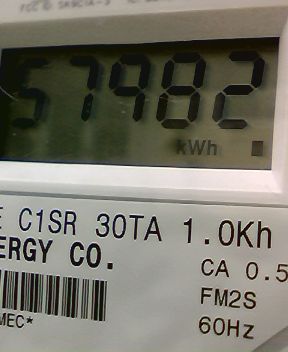 57982
kWh
E C1SR 30TA 1.0Kh
ERGY CO.
CA 0.5
FM2S
60Hz
MEC*